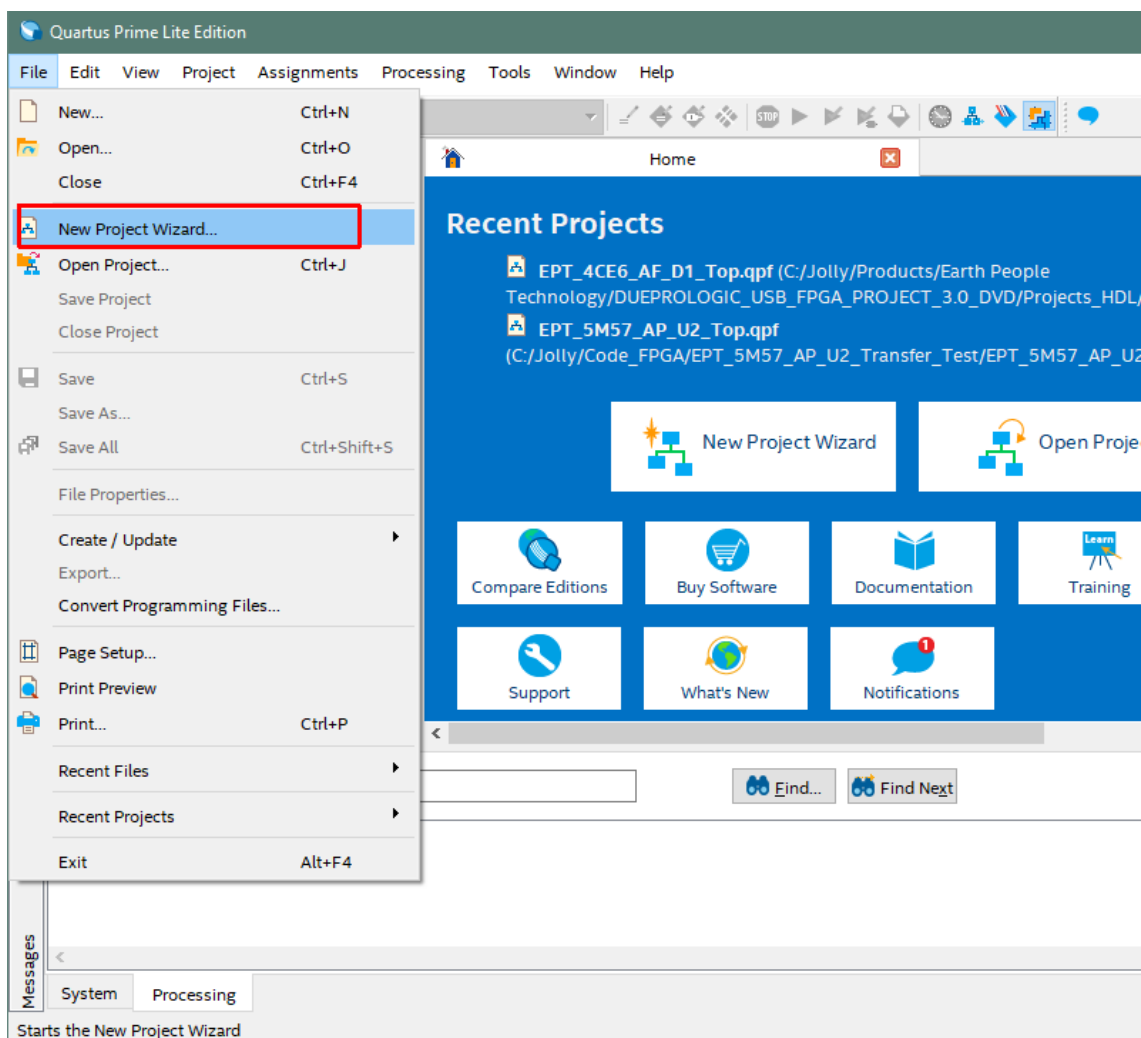 Quartus Prime Lite Edition
File Edit View Project Assignments Processing Tools Window Help
New... Ctrl+N
Open... Ctrl+O
Close Ctrl+F4
New Project Wizard...
Open Project... Ctrl+J
Save Project
Close Project
Save Ctrl+S
Save As...
Save All Ctrl+Shift+S
File Properties...
Create / Update
Export...
Convert Programming Files...
Page Setup...
Print Preview
Print... Ctrl+P
Recent Files
Recent Projects
Exit Alt+F4
STOP
Home
Recent Projects
EPT_4CE6_AF_D1_Top.qpf (C:/Jolly/Products/Earth People
Technology/DUEPROLOGIC_USB_FPGA_PROJECT_3.0_DVD/Projects_HDL/
EPT_5M57_AP_U2_Top.qpf
(C:/Jolly/Code_FPGA/EPT_5M57_AP_U2_Transfer_Test/EPT_5M57_AP_U2
New Project Wizard
Open Proje
Compare Editions
Buy Software
Documentation
Learn
Training
Support
What's New
1
Notifications
Find... Find Next
Messages
System Processing
Starts the New Project Wizard